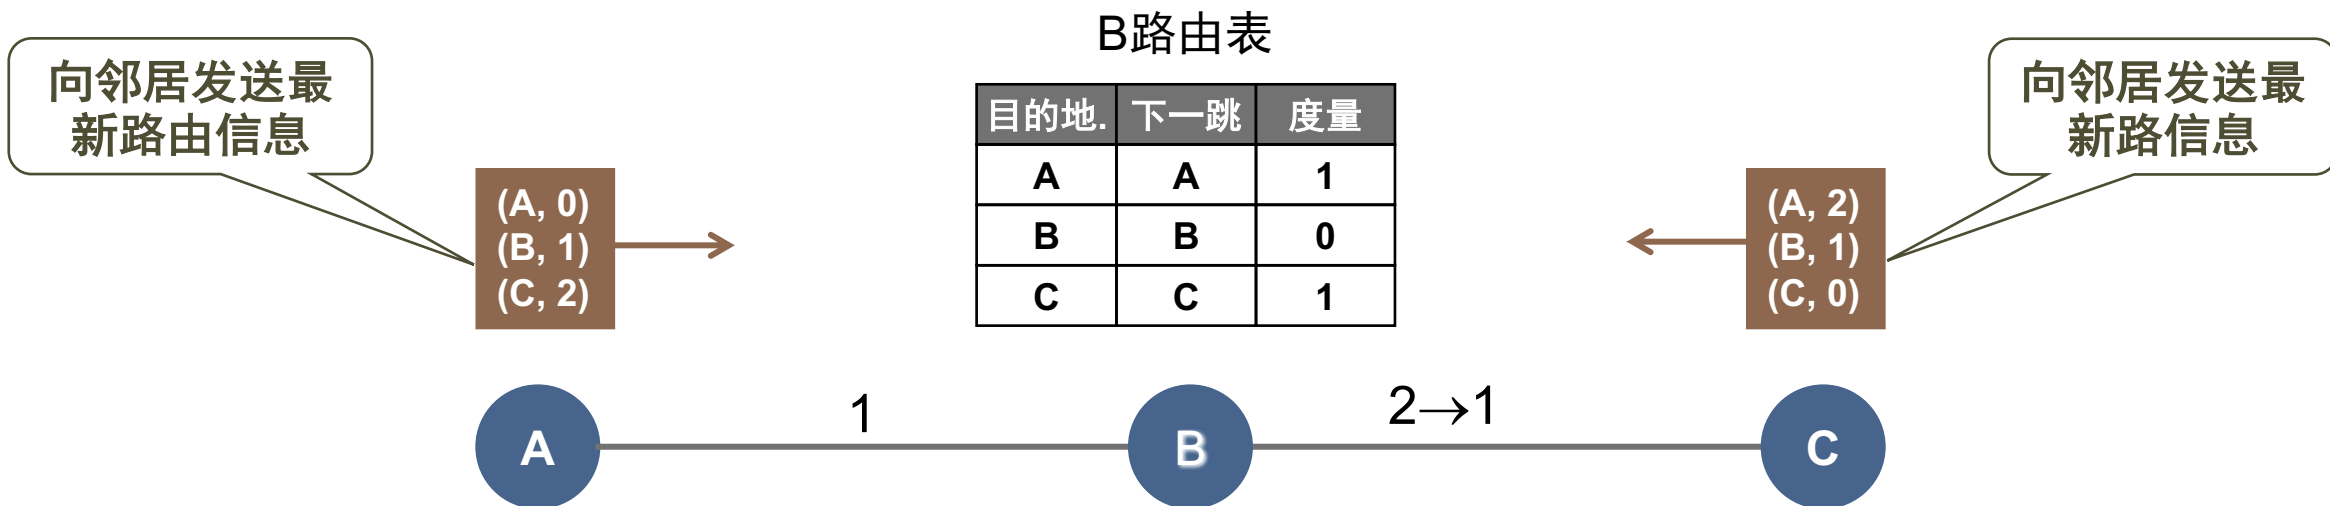 B路由表
向邻居发送最
新路由信息
向邻居发送最
新路信息
目的地. 下一跳 度量
A A 1
B B 0
C C 1
(A, 0)
(B, 1)
(C, 2)
(A, 2)
(B, 1)
(C, 0)
1
2→1
A
B
C